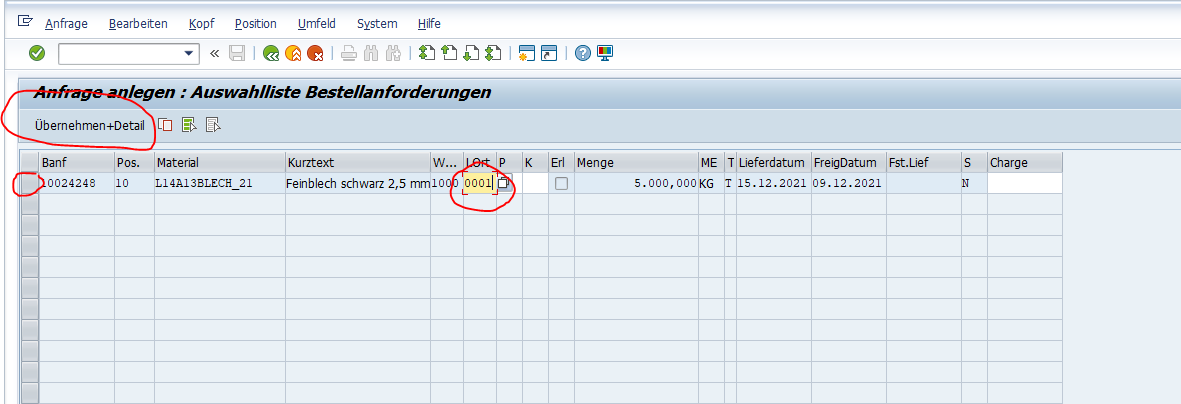 Anfrage Bearbeiten Kopf Position Umfeld System Hilfe
Anfrage anlegen : Auswahlliste Bestellanforderungen
Übernehmen+Detail
Banf Pos. Material Kurztext W... LOrt P K Erl Menge ME T Lieferdatum FreigDatum Fst.Lief S Charge
10024248 10 L14A13BLECH_21 Feinblech schwarz 2,5 mm 1000 0001 5.000,000 KG T 15.12.2021 09.12.2021 N